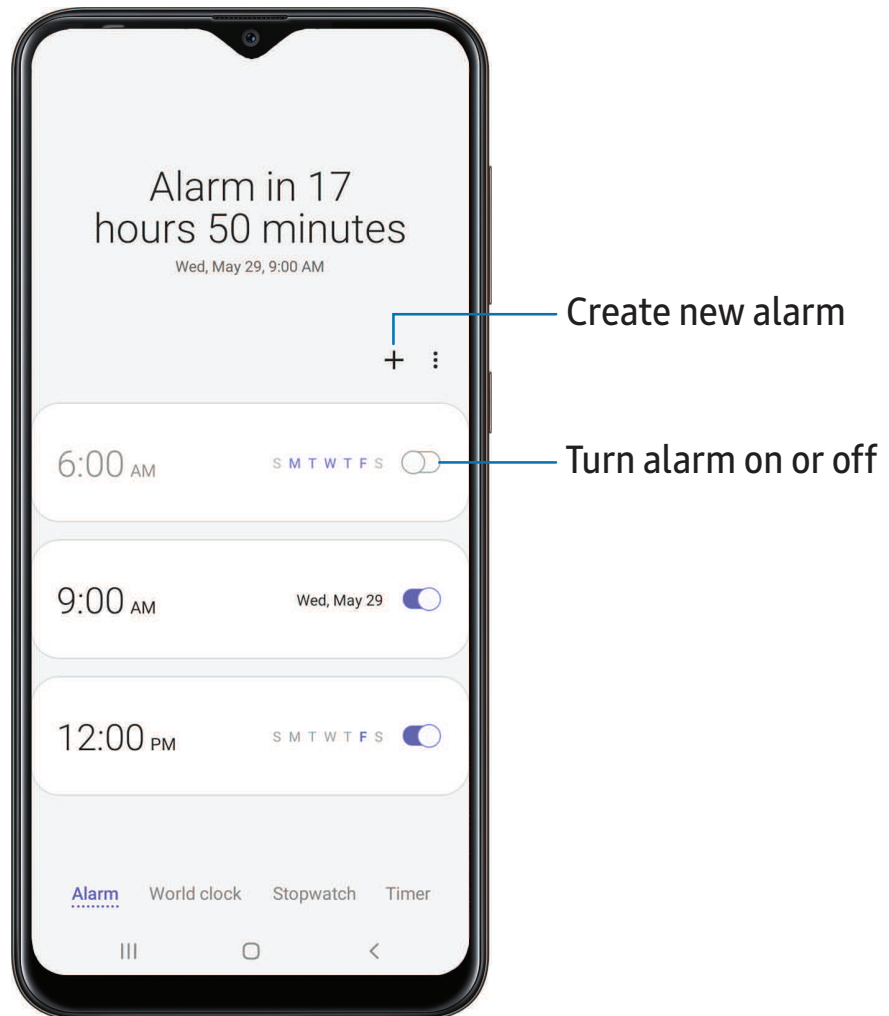 Alarm in 17
hours 50 minutes
Wed, May 29, 9:00 AM
Create new alarm
6:00 AM
S M T W T F S
Turn alarm on or off
9:00 AM
Wed, May 29
12:00 PM
S M T W T F S
Alarm World clock Stopwatch Timer